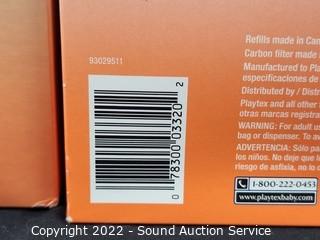 93029511
0 78300 03320 2
Refills made in Can
Carbon filter made
Manufactured to Play
especificaciones de
Distributed by / Distr
Playtex and all other t
otras marcas registrad
WARNING: For adult us
bag or dispenser. To av
ADVERTENCIA: Sólo pa
los niños. No deje que l
riesgo de asfixia, no cl
1-800-222-0453
www.playtexbaby.com
Copyright 2022 - Sound Auction Service